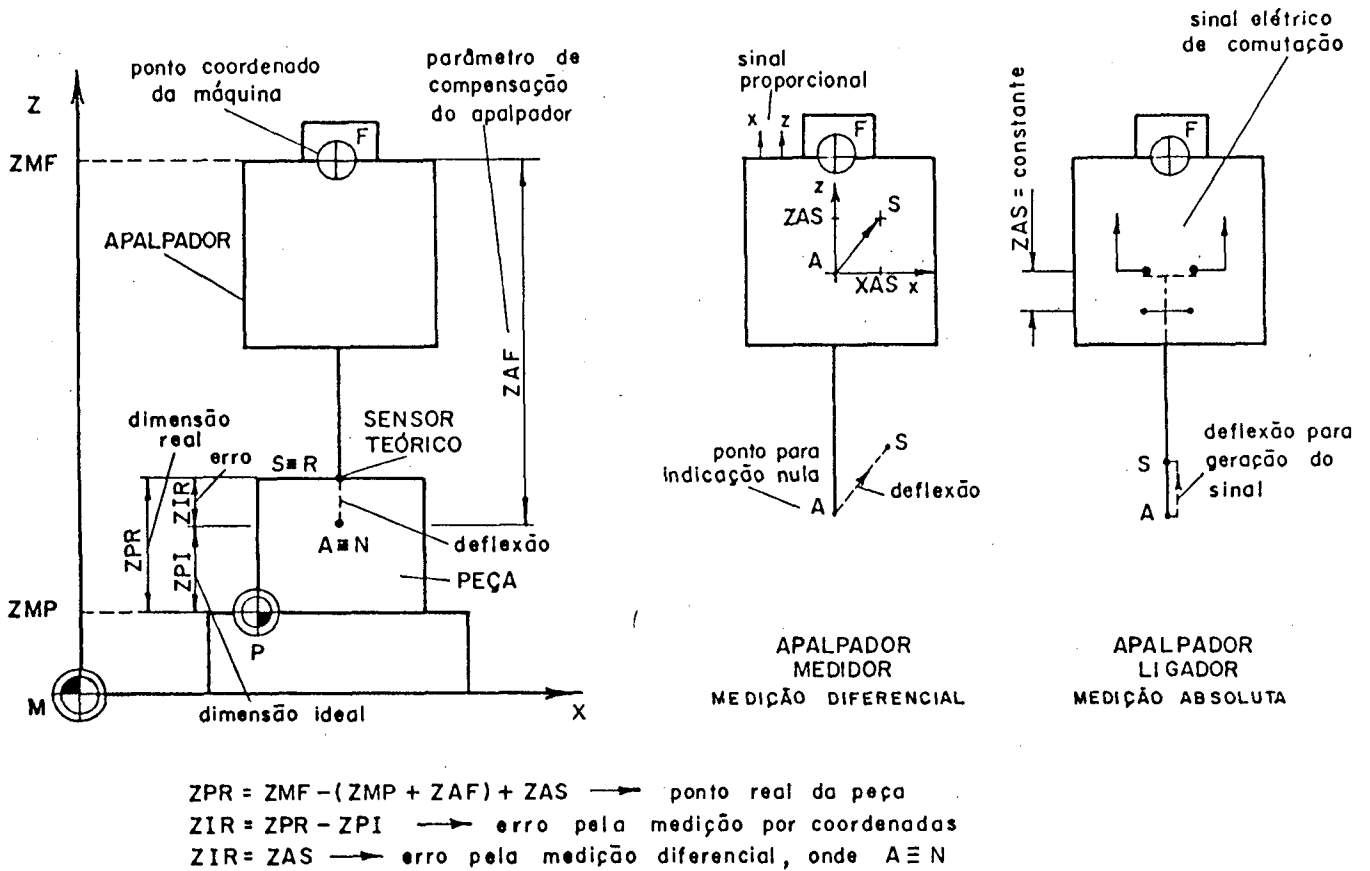 ponto coordenado
da máquina
parâmetro de
compensação
do apalpador
Z
F
ZMF
APALPADOR
ZAF
dimensão
real
erro
SENSOR
TEÓRICO
S≡R
ZIR
ZPR
ZPI
A≡N
deflexão
PEÇA
ZMP
P
M
dimensão ideal
X
sinal
proporcional
x z
F
z
ZAS
S
A
XAS x
ponto para
indicação nula
S
A
deflexão
APALPADOR
MEDIDOR
MEDIÇÃO DIFERENCIAL
sinal elétrico
de comutação
ZAS = constante
F
S
A
deflexão para
geração do
sinal
APALPADOR
LIGADOR
MEDIÇÃO ABSOLUTA
ZPR = ZMF - (ZMP + ZAF) + ZAS → ponto real da peça
ZIR = ZPR - ZPI → erro pela medição por coordenadas
ZIR = ZAS → erro pela medição diferencial, onde A ≡ N